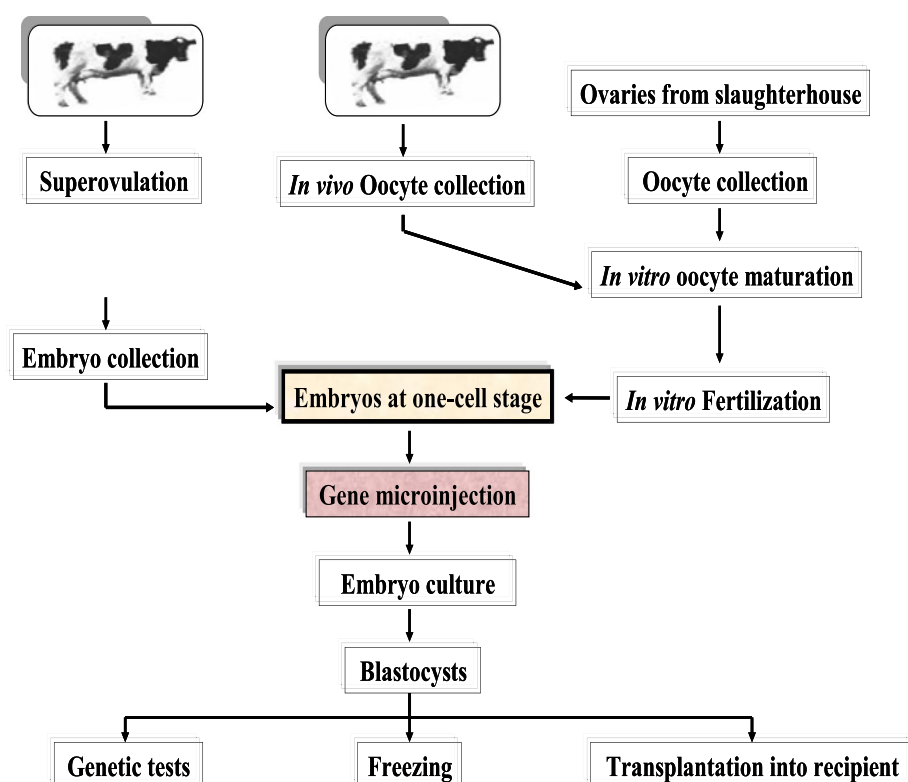 Ovaries from slaughterhouse
Superovulation
In vivo Oocyte collection
Oocyte collection
In vitro oocyte maturation
Embryo collection
Embryos at one-cell stage
In vitro Fertilization
Gene microinjection
Embryo culture
Blastocysts
Genetic tests
Freezing
Transplantation into recipient